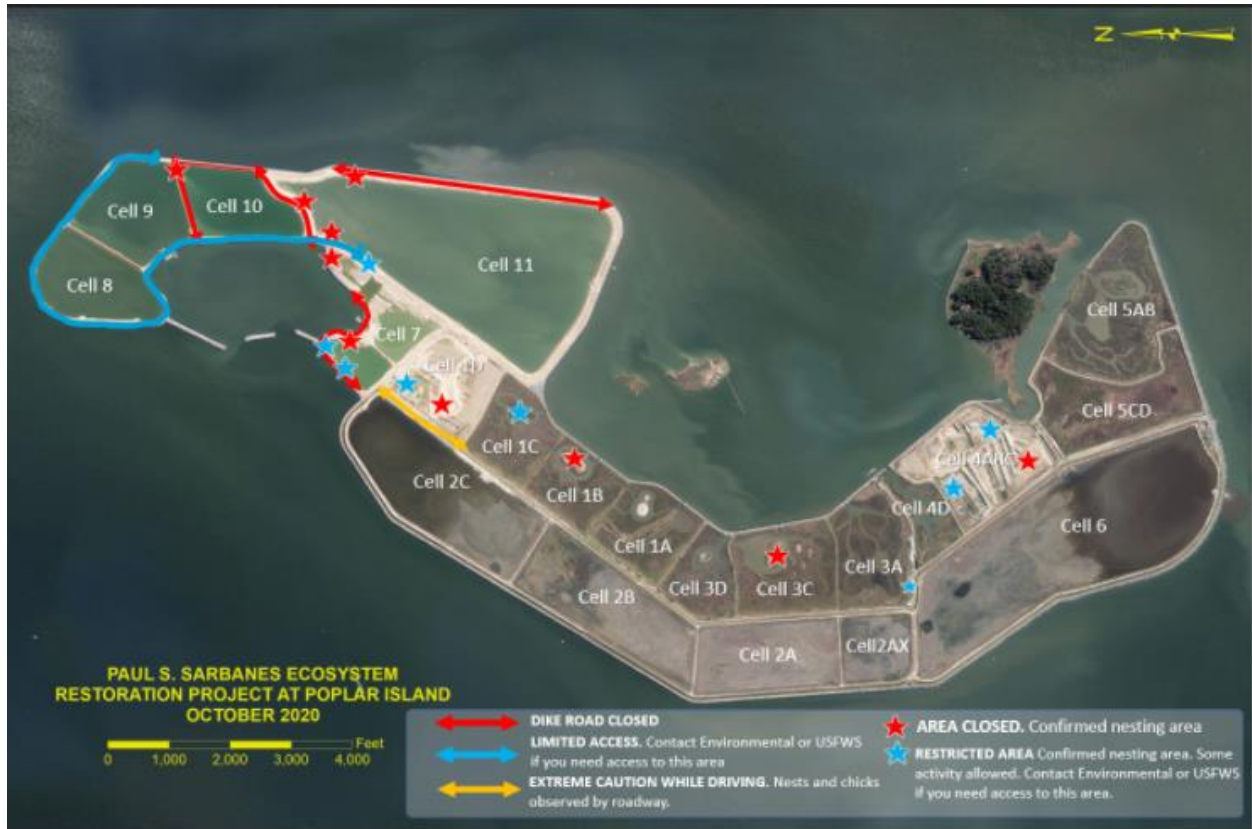 N
Cell 9
Cell 10
Cell 8
Cell 11
Cell 7
Cell 5AB
Cell 1D
Cell 5CD
Cell 1C
Cell 4ABC
Cell 2C
Cell 1B
Cell 4D
Cell 6
Cell 1A
Cell 3A
Cell 3D
Cell 3C
Cell 2B
Cell 2A
Cell2AX
PAUL S. SARBANES ECOSYSTEM
RESTORATION PROJECT AT POPLAR ISLAND
OCTOBER 2020
Feet
0 1,000 2,000 3,000 4,000
DIKE ROAD CLOSED
LIMITED ACCESS. Contact Environmental or USFWS
if you need access to this area
EXTREME CAUTION WHILE DRIVING. Nests and chicks
observed by roadway.
AREA CLOSED. Confirmed nesting area
RESTRICTED AREA Confirmed nesting area. Some
activity allowed. Contact Environmental or USFWS
if you need access to this area.